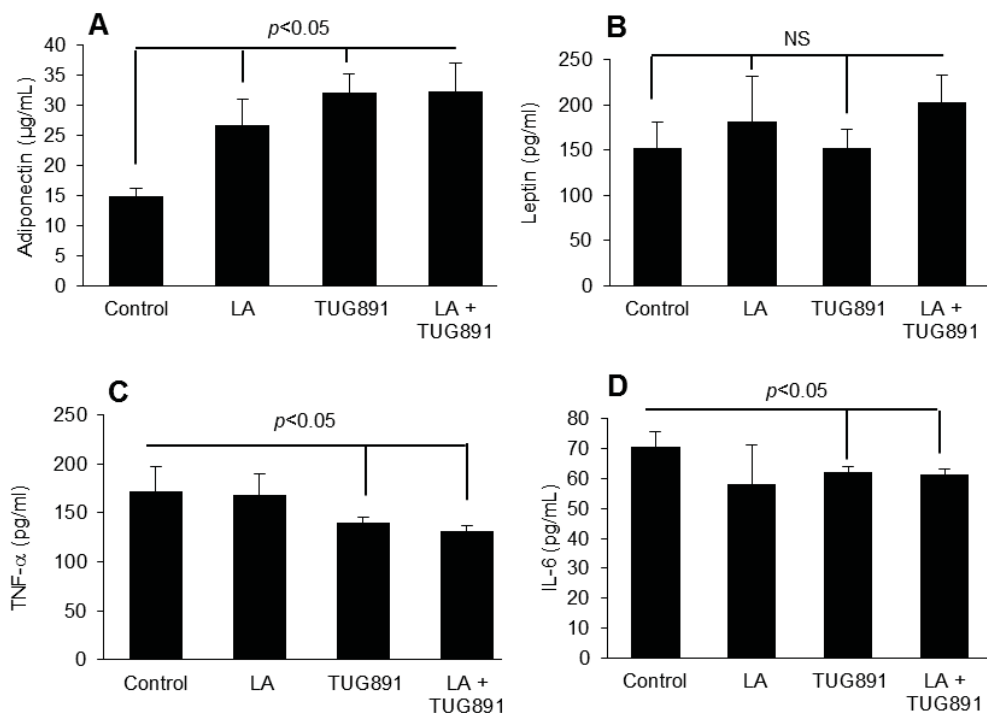 A
p<0.05
Adiponectin (µg/mL)
40
35
30
25
20
15
10
5
0
Control LA TUG891 LA +
TUG891
B
NS
Leptin (pg/ml)
250
200
150
100
50
0
Control LA TUG891 LA +
TUG891
C
p<0.05
TNF-α (pg/ml)
250
200
150
100
50
0
Control LA TUG891 LA +
TUG891
D
p<0.05
IL-6 (pg/mL)
80
70
60
50
40
30
20
10
0
Control LA TUG891 LA +
TUG891